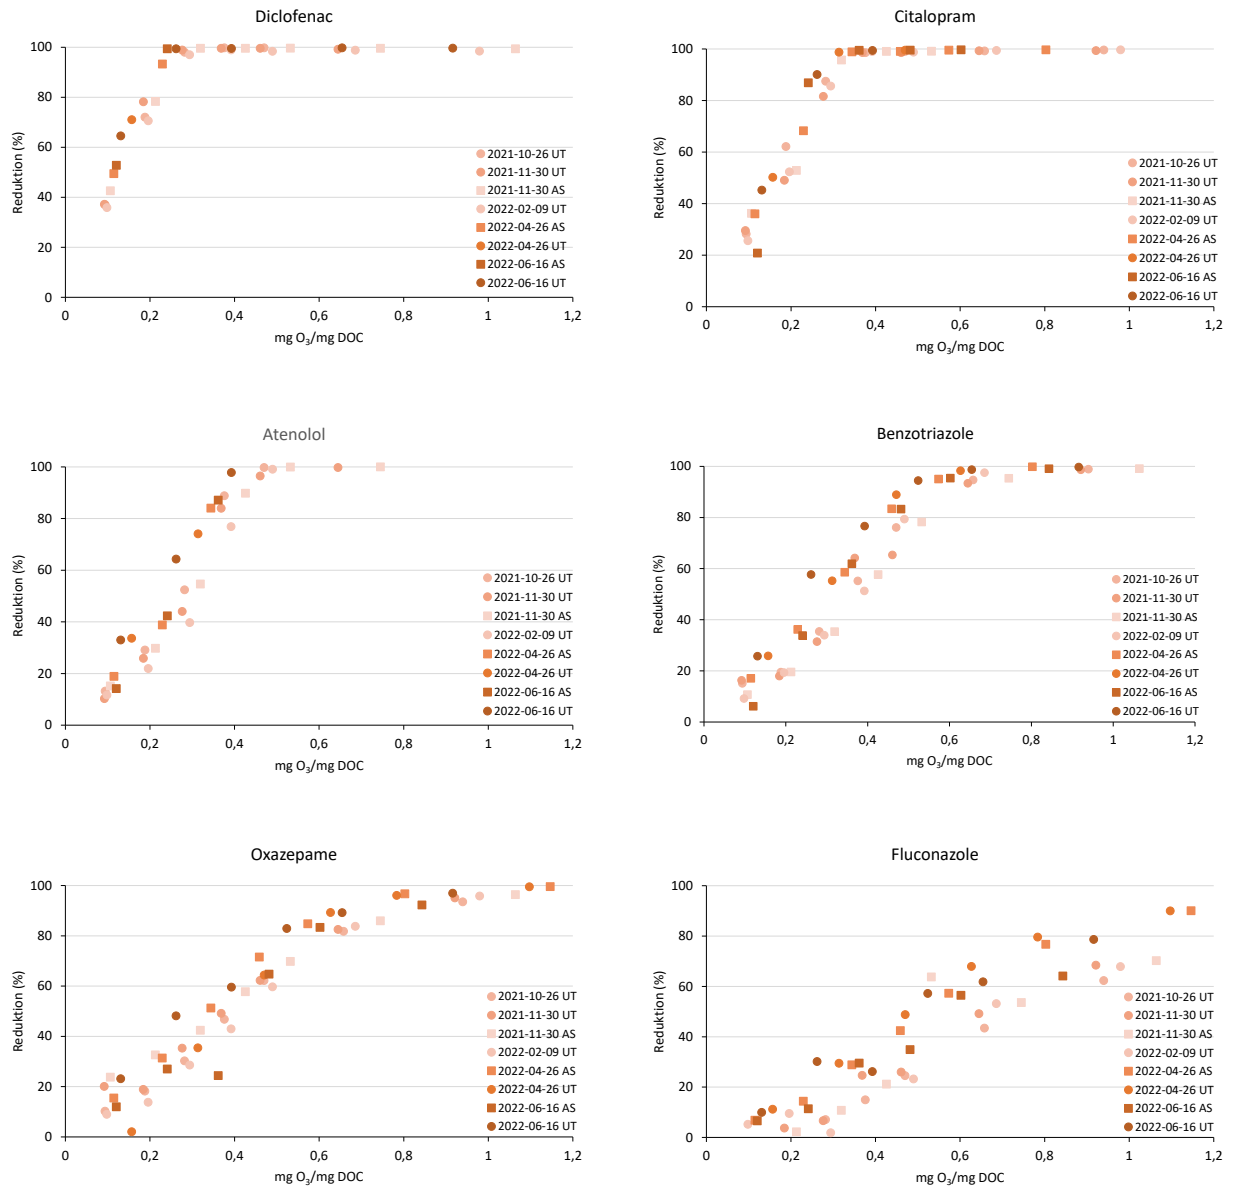 Diclofenac
100
80
60
40
20
0
Reduktion (%)
0
0,2
0,4
0,6
0,8
1
1,2
mg O₃/mg DOC
2021-10-26 UT
2021-11-30 UT
2021-11-30 AS
2022-02-09 UT
2022-04-26 AS
2022-04-26 UT
2022-06-16 AS
2022-06-16 UT
Citalopram
100
80
60
40
20
0
Reduktion (%)
0
0,2
0,4
0,6
0,8
1
1,2
mg O₃/mg DOC
2021-10-26 UT
2021-11-30 UT
2021-11-30 AS
2022-02-09 UT
2022-04-26 AS
2022-04-26 UT
2022-06-16 AS
2022-06-16 UT
Atenolol
100
80
60
40
20
0
Reduktion (%)
0
0,2
0,4
0,6
0,8
1
1,2
mg O₃/mg DOC
2021-10-26 UT
2021-11-30 UT
2021-11-30 AS
2022-02-09 UT
2022-04-26 AS
2022-04-26 UT
2022-06-16 AS
2022-06-16 UT
Benzotriazole
100
80
60
40
20
0
Reduktion (%)
0
0,2
0,4
0,6
0,8
1
1,2
mg O₃/mg DOC
2021-10-26 UT
2021-11-30 UT
2021-11-30 AS
2022-02-09 UT
2022-04-26 AS
2022-04-26 UT
2022-06-16 AS
2022-06-16 UT
Oxazepame
100
80
60
40
20
0
Reduktion (%)
0
0,2
0,4
0,6
0,8
1
1,2
mg O₃/mg DOC
2021-10-26 UT
2021-11-30 UT
2021-11-30 AS
2022-02-09 UT
2022-04-26 AS
2022-04-26 UT
2022-06-16 AS
2022-06-16 UT
Fluconazole
100
80
60
40
20
0
Reduktion (%)
0
0,2
0,4
0,6
0,8
1
1,2
mg O₃/mg DOC
2021-10-26 UT
2021-11-30 UT
2021-11-30 AS
2022-02-09 UT
2022-04-26 AS
2022-04-26 UT
2022-06-16 AS
2022-06-16 UT